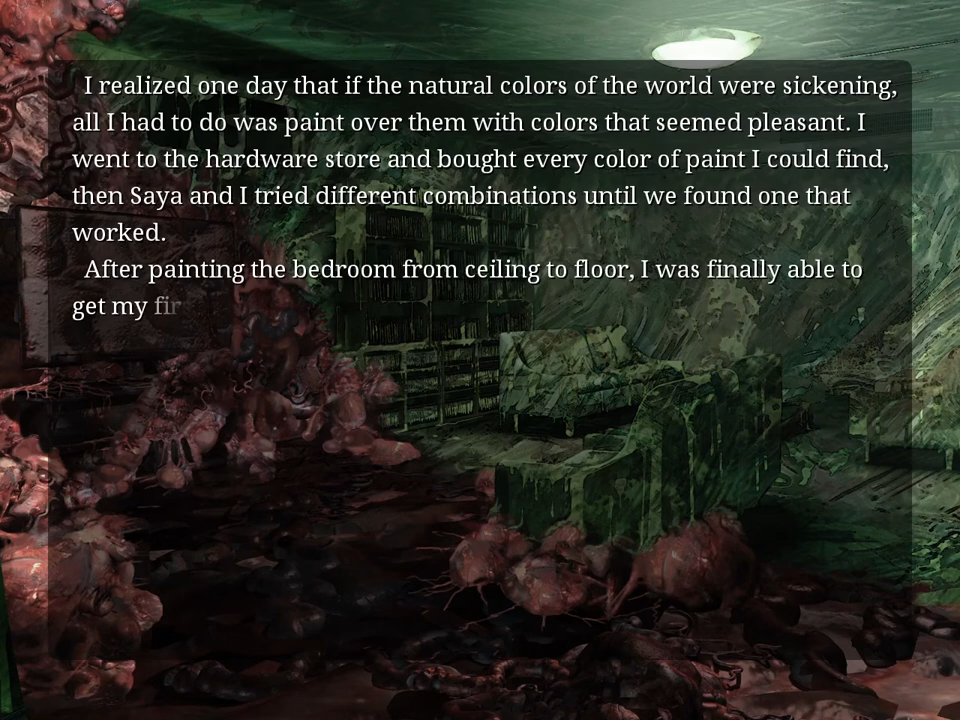 I realized one day that if the natural colors of the world were sickening,
all I had to do was paint over them with colors that seemed pleasant. I
went to the hardware store and bought every color of paint I could find,
then Saya and I tried different combinations until we found one that
worked.
After painting the bedroom from ceiling to floor, I was finally able to
get my fir